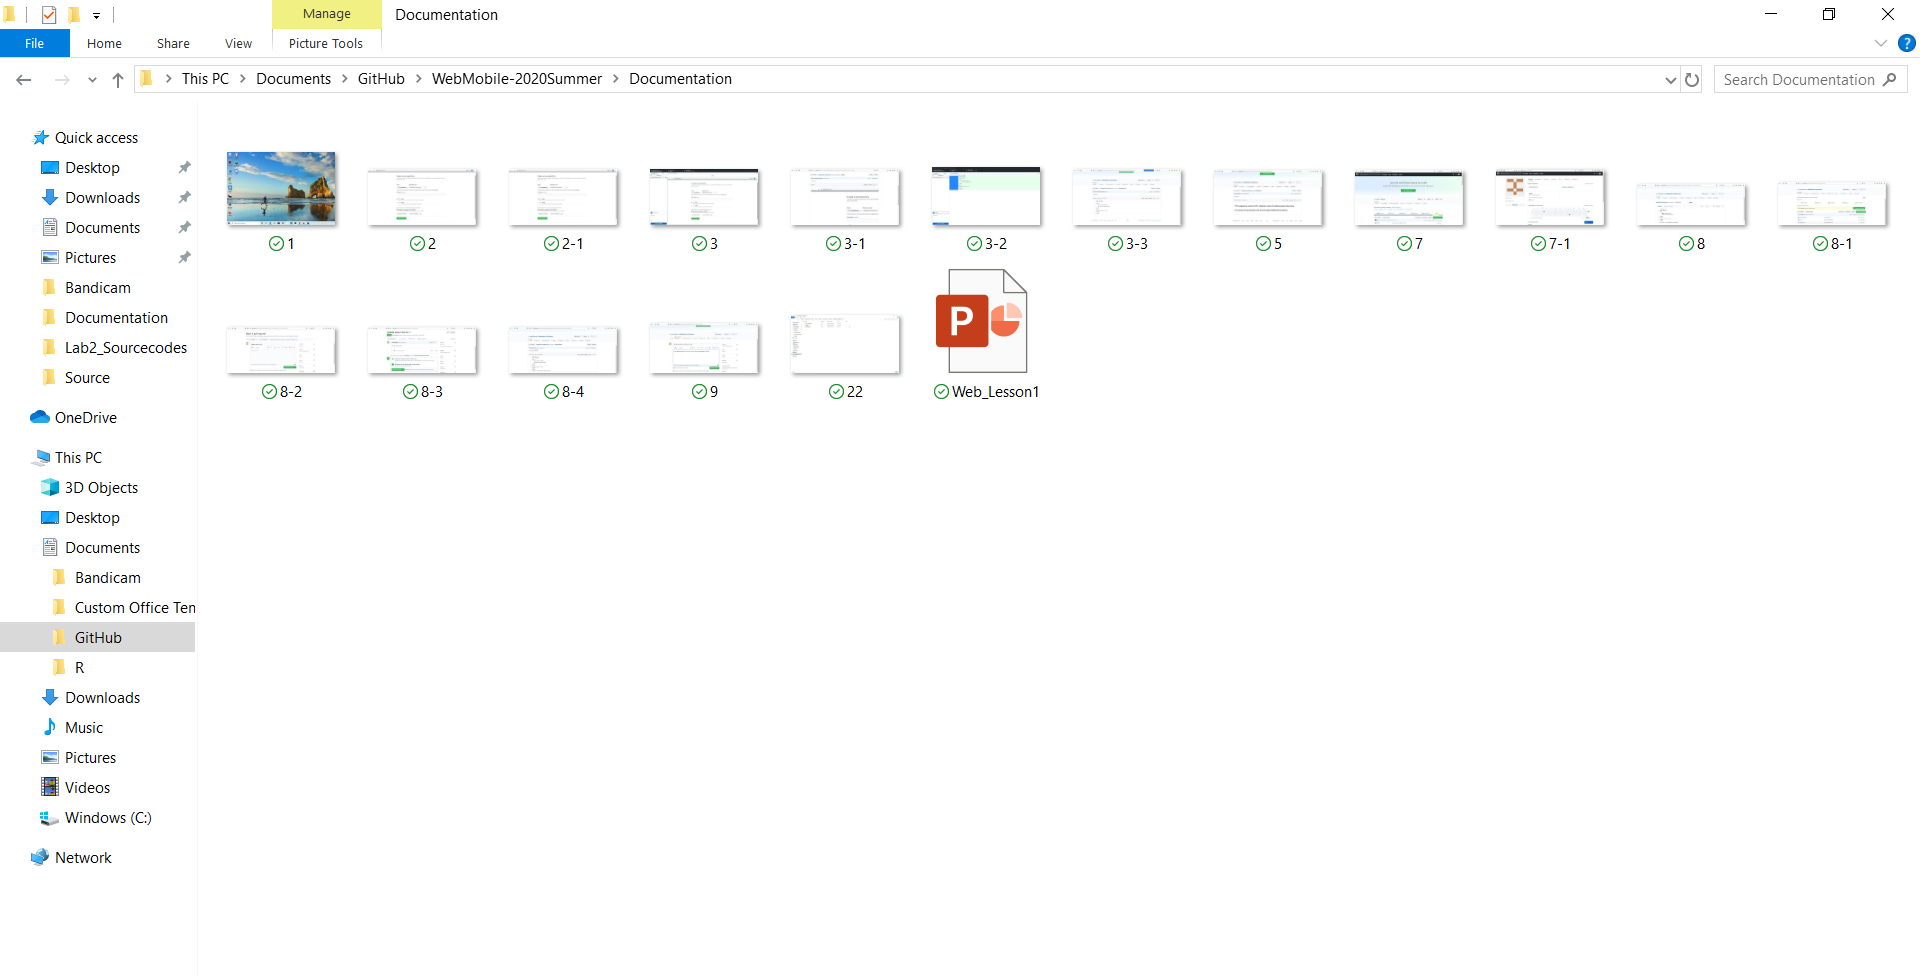 Manage
Documentation
File
Home
Share
View
Picture Tools
This PC
Documents
GitHub
WebMobile-2020Summer
Documentation
Search Documentation
Quick access
Desktop
Downloads
Documents
Pictures
Bandicam
Documentation
Lab2_Sourcecodes
Source
OneDrive
This PC
3D Objects
Desktop
Documents
Bandicam
Custom Office Ten
GitHub
R
Downloads
Music
Pictures
Videos
Windows (C:)
Network
1
2
2-1
3
3-1
3-2
3-3
5
7
7-1
8
8-1
8-2
8-3
8-4
9
22
P
Web_Lesson1